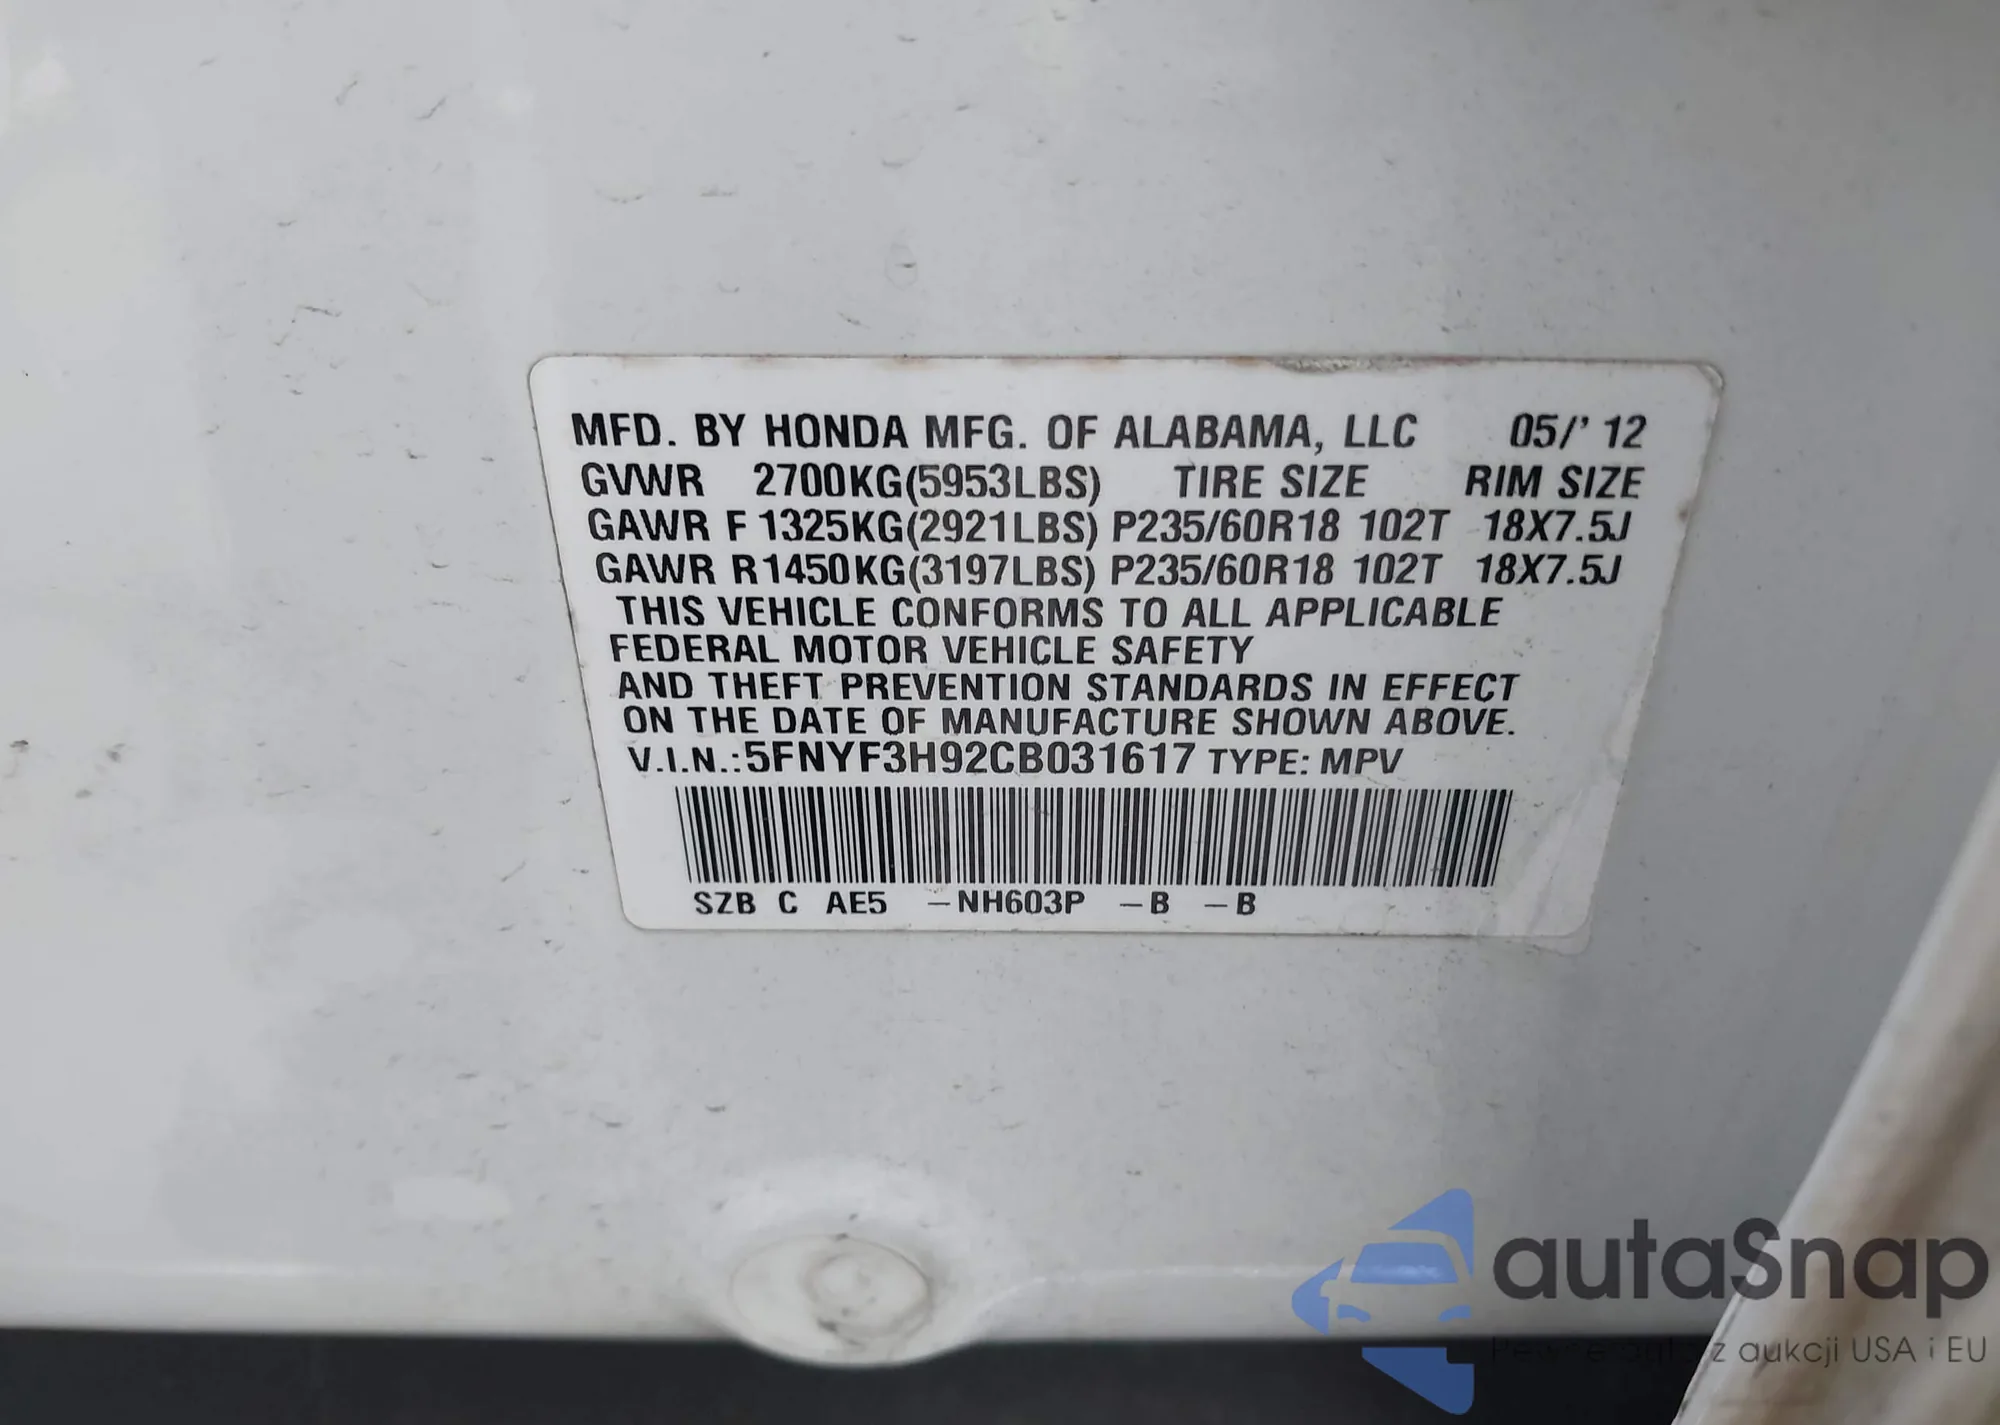 MFD. BY HONDA MFG. OF ALABAMA, LLC 05/' 12
GVWR 2700KG(5953LBS) TIRE SIZE RIM SIZE
GAWR F 1325KG(2921LBS) P235/60R18 102T 18X7.5J
GAWR R1450KG(3197LBS) P235/60R18 102T 18X7.5J
THIS VEHICLE CONFORMS TO ALL APPLICABLE
FEDERAL MOTOR VEHICLE SAFETY
AND THEFT PREVENTION STANDARDS IN EFFECT
ON THE DATE OF MANUFACTURE SHOWN ABOVE.
V.I.N.:5FNYF3H92CB031617 TYPE: MPV
SZB C AE5 -NH603P -B -B
autaSnap
z aukcji USA i EU